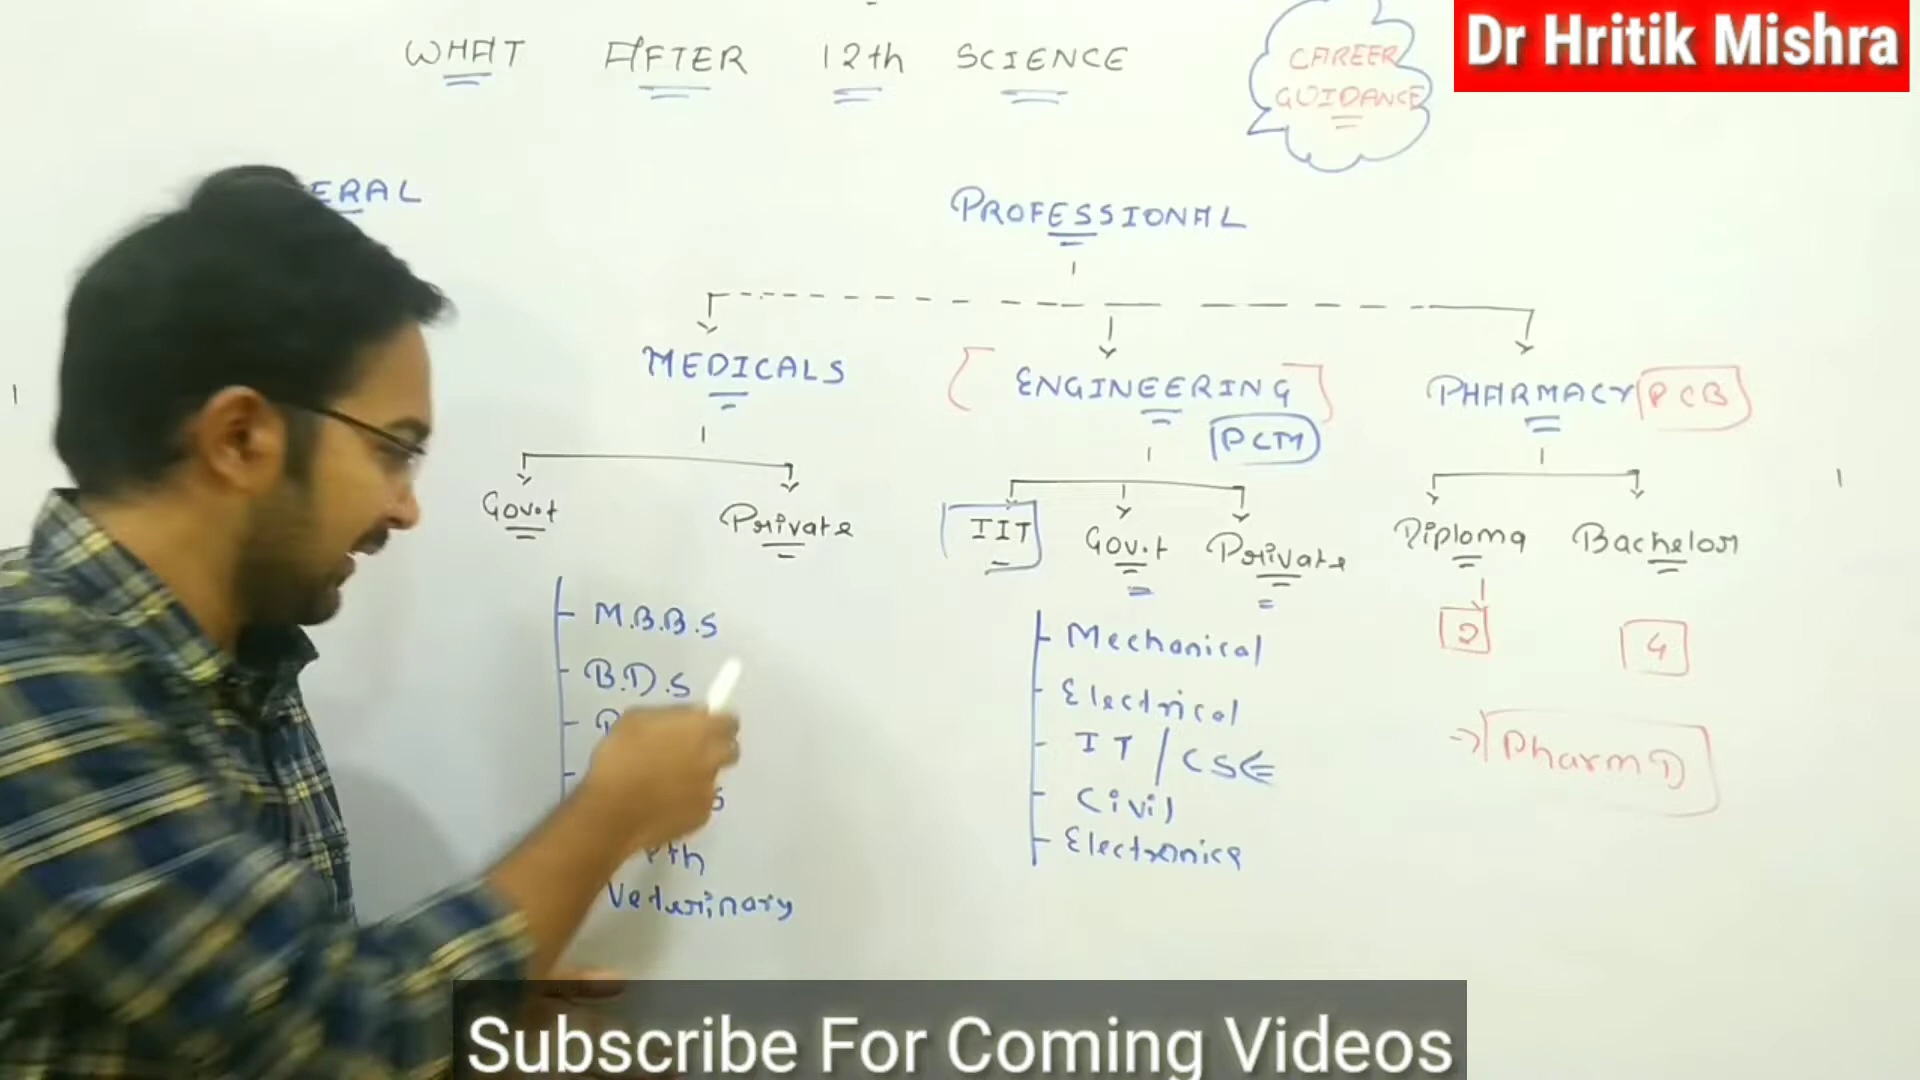 WHAT AFTER 12th SCIENCE
CAREER
GUIDANCE
Dr Hritik Mishra
ERAL
PROFESSIONAL
MEDICALS
ENGINEERING
PHARMACY PCB
PCM
Govt
Private
IIT
Gov.t
Private
Diploma
Bachelor
2
4
M.B.B.S
B.D.S
Veterinary
Mechanical
Electrical
IT / CSE
Civil
Electronics
→ Pharm D
Subscribe For Coming Videos